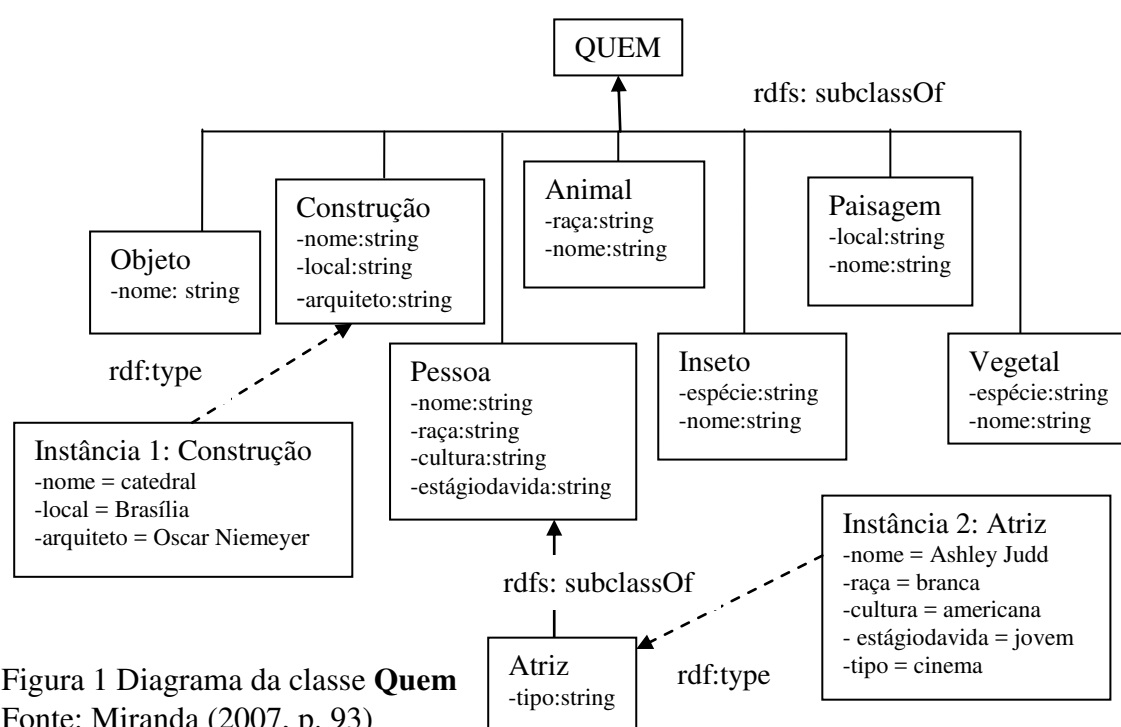 QUEM
rdfs: subclassOf
Objeto
-nome: string
Construção
-nome:string
-local:string
-arquiteto:string
Animal
-raça:string
-nome:string
Paisagem
-local:string
-nome:string
rdf:type
Pessoa
-nome:string
-raça:string
-cultura:string
-estágiodavida:string
Inseto
-espécie:string
-nome:string
Vegetal
-espécie:string
-nome:string
Instância 1: Construção
-nome = catedral
-local = Brasília
-arquiteto = Oscar Niemeyer
Instância 2: Atriz
-nome = Ashley Judd
-raça = branca
-cultura = americana
- estágiodavida = jovem
-tipo = cinema
rdfs: subclassOf
Atriz
-tipo:string
rdf:type
Figura 1 Diagrama da classe Quem
Fonte: Miranda (2007, p. 93)